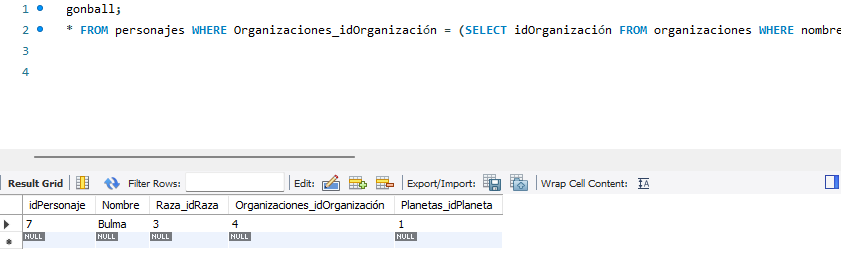 1 gonball;
2 * FROM personajes WHERE Organizaciones_idOrganización = (SELECT idOrganización FROM organizaciones WHERE nombre
3
4
Result Grid Filter Rows: Edit: Export/Import: Wrap Cell Content: IA
idPersonaje Nombre Raza_idRaza Organizaciones_idOrganización Planetas_idPlaneta
7 Bulma 3 4 1
NULL NULL NULL NULL NULL